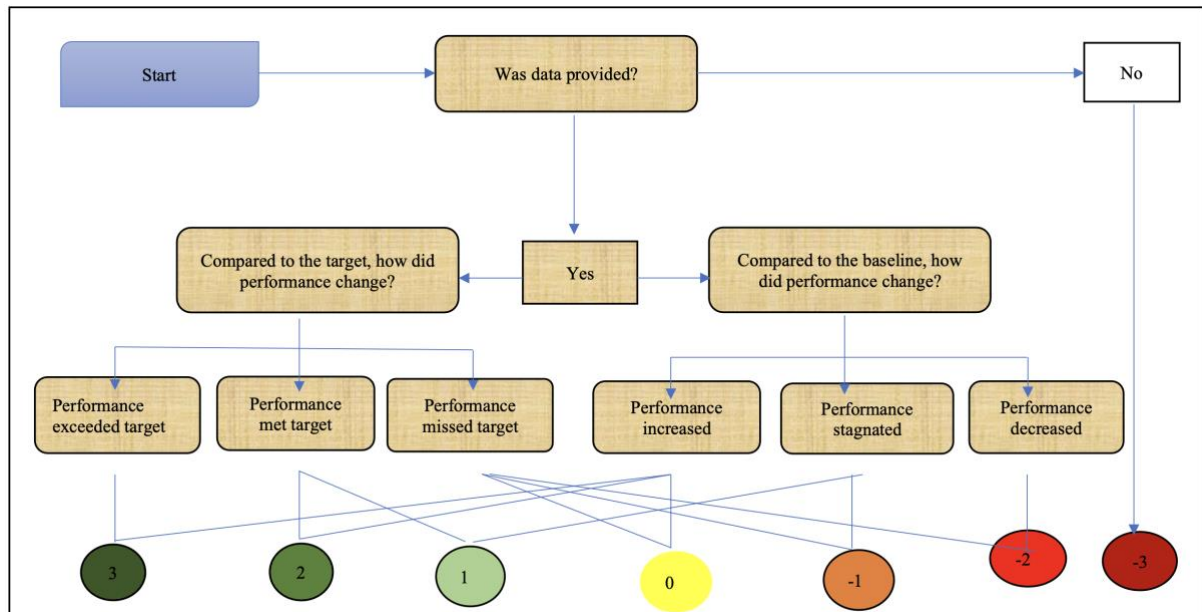 Start
Was data provided?
No
Compared to the target, how did
performance change?
Yes
Compared to the baseline, how
did performance change?
Performance
exceeded target
Performance
met target
Performance
missed target
Performance
increased
Performance
stagnated
Performance
decreased
3
2
1
0
-1
-2
-3